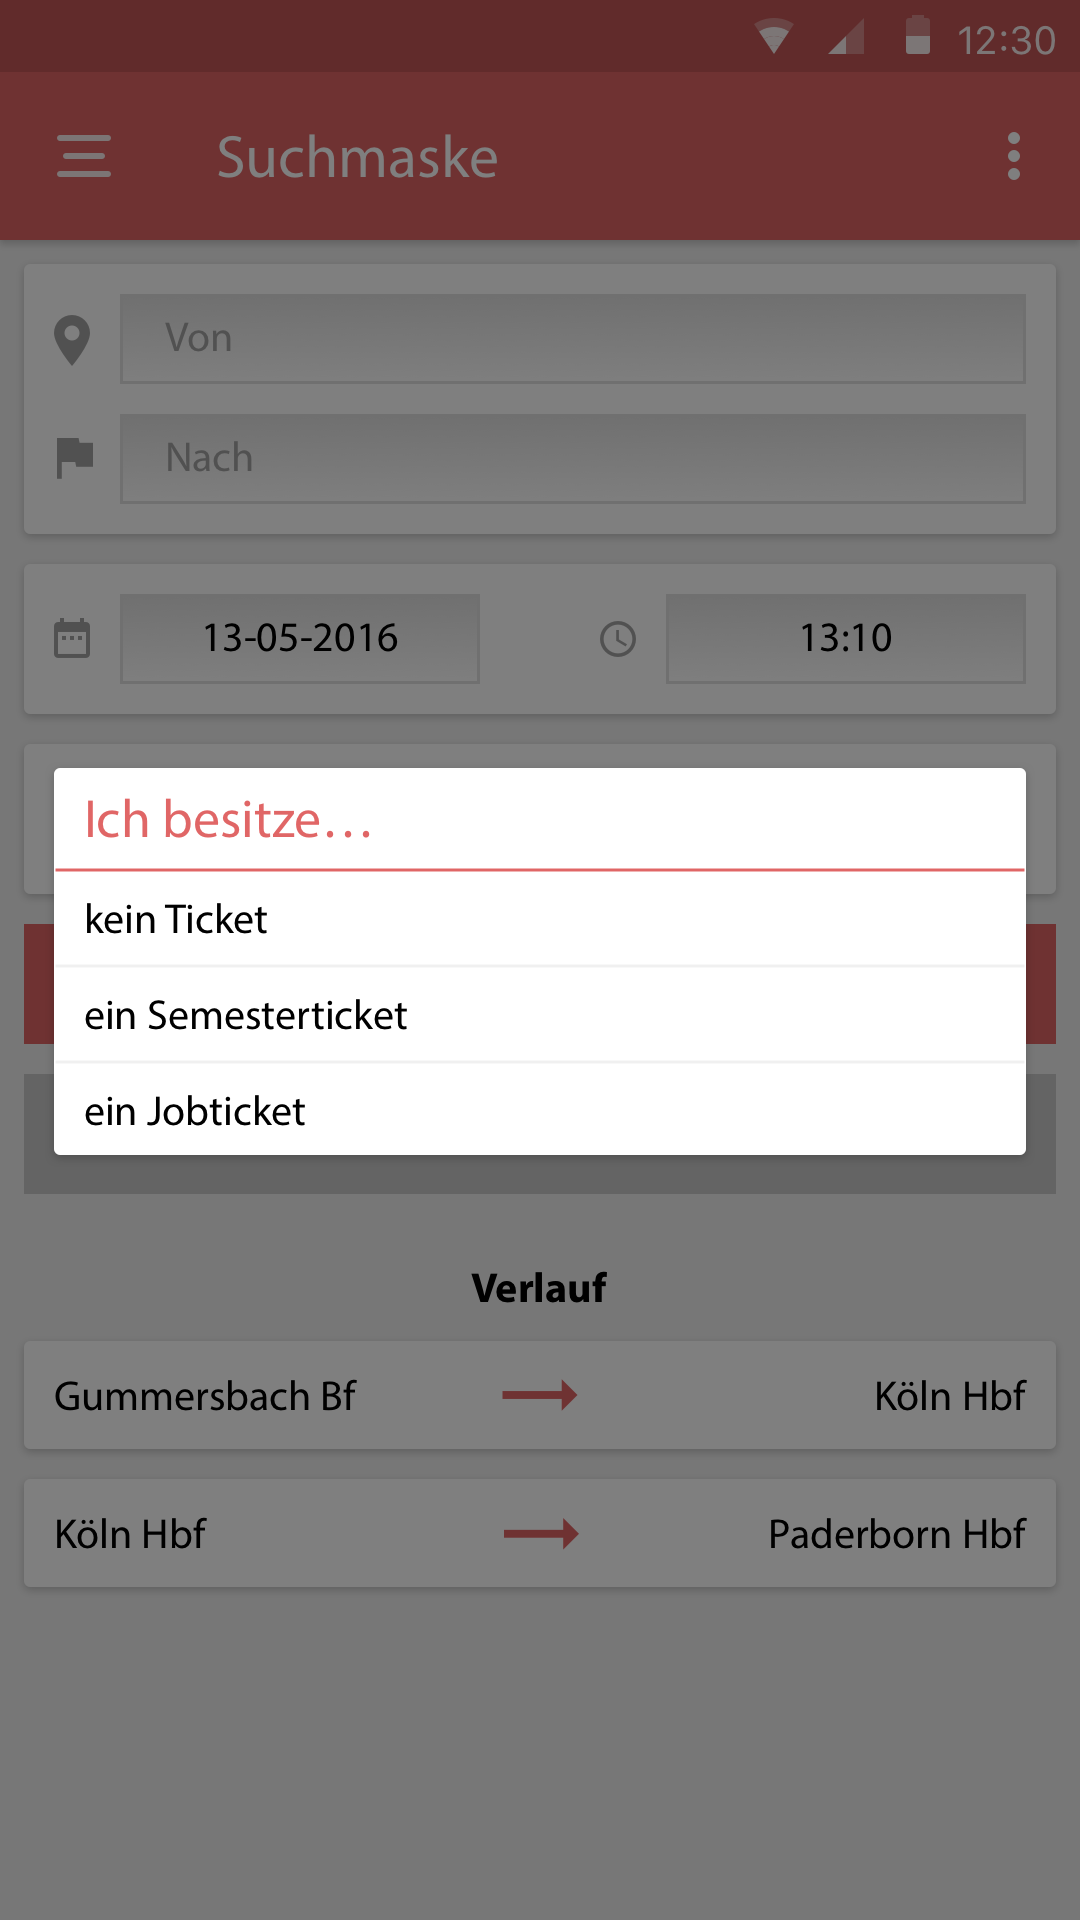 12:30
Suchmaske
Von
Nach
13-05-2016 13:10
Ich besitze…
kein Ticket
ein Semesterticket
ein Jobticket
Verlauf
Gummersbach Bf Köln Hbf
Köln Hbf Paderborn Hbf